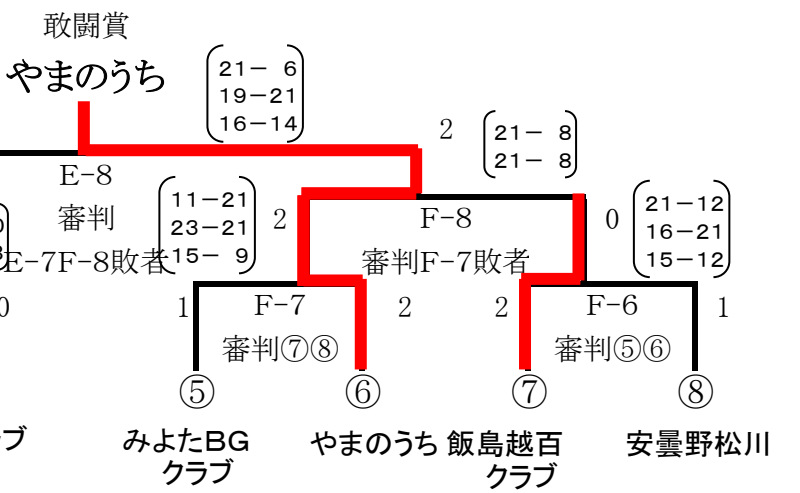 敢闘賞
やまのうち
21－ 6
19－21
16－14
2
21－ 8
21－ 8
E-8
審判
E-7F-8敗者
11－21
23－21
15－ 9
2
F-8
審判F-7敗者
0
21－12
16－21
15－12
0
1
F-7
審判⑦⑧
2
2
F-6
審判⑤⑥
1
⑤
⑥
⑦
⑧
ブ
みよたBG
クラブ
やまのうち
飯島越百
クラブ
安曇野松川